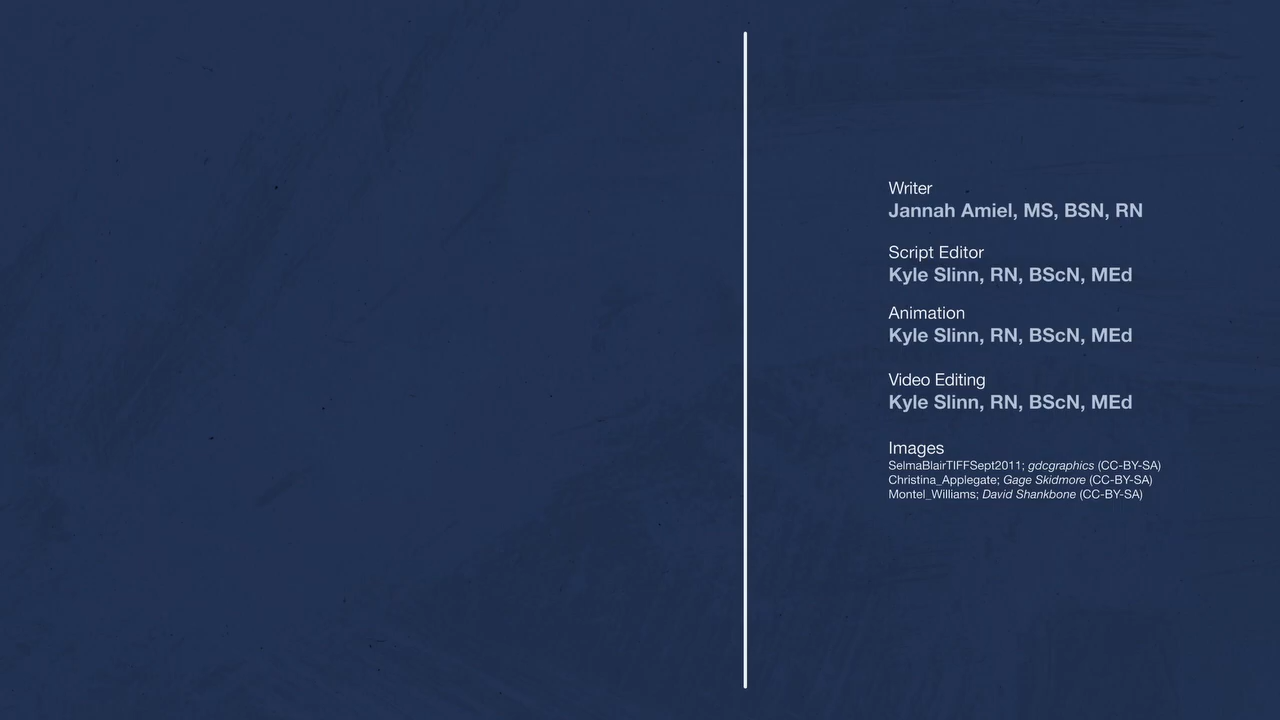 Writer
Jannah Amiel, MS, BSN, RN
Script Editor
Kyle Slinn, RN, BScN, MEd
Animation
Kyle Slinn, RN, BScN, MEd
Video Editing
Kyle Slinn, RN, BScN, MEd
Images
SelmaBlairTIFFSept2011; gdcgraphics (CC-BY-SA)
Christina_Applegate; Gage Skidmore (CC-BY-SA)
Montel_Williams; David Shankbone (CC-BY-SA)